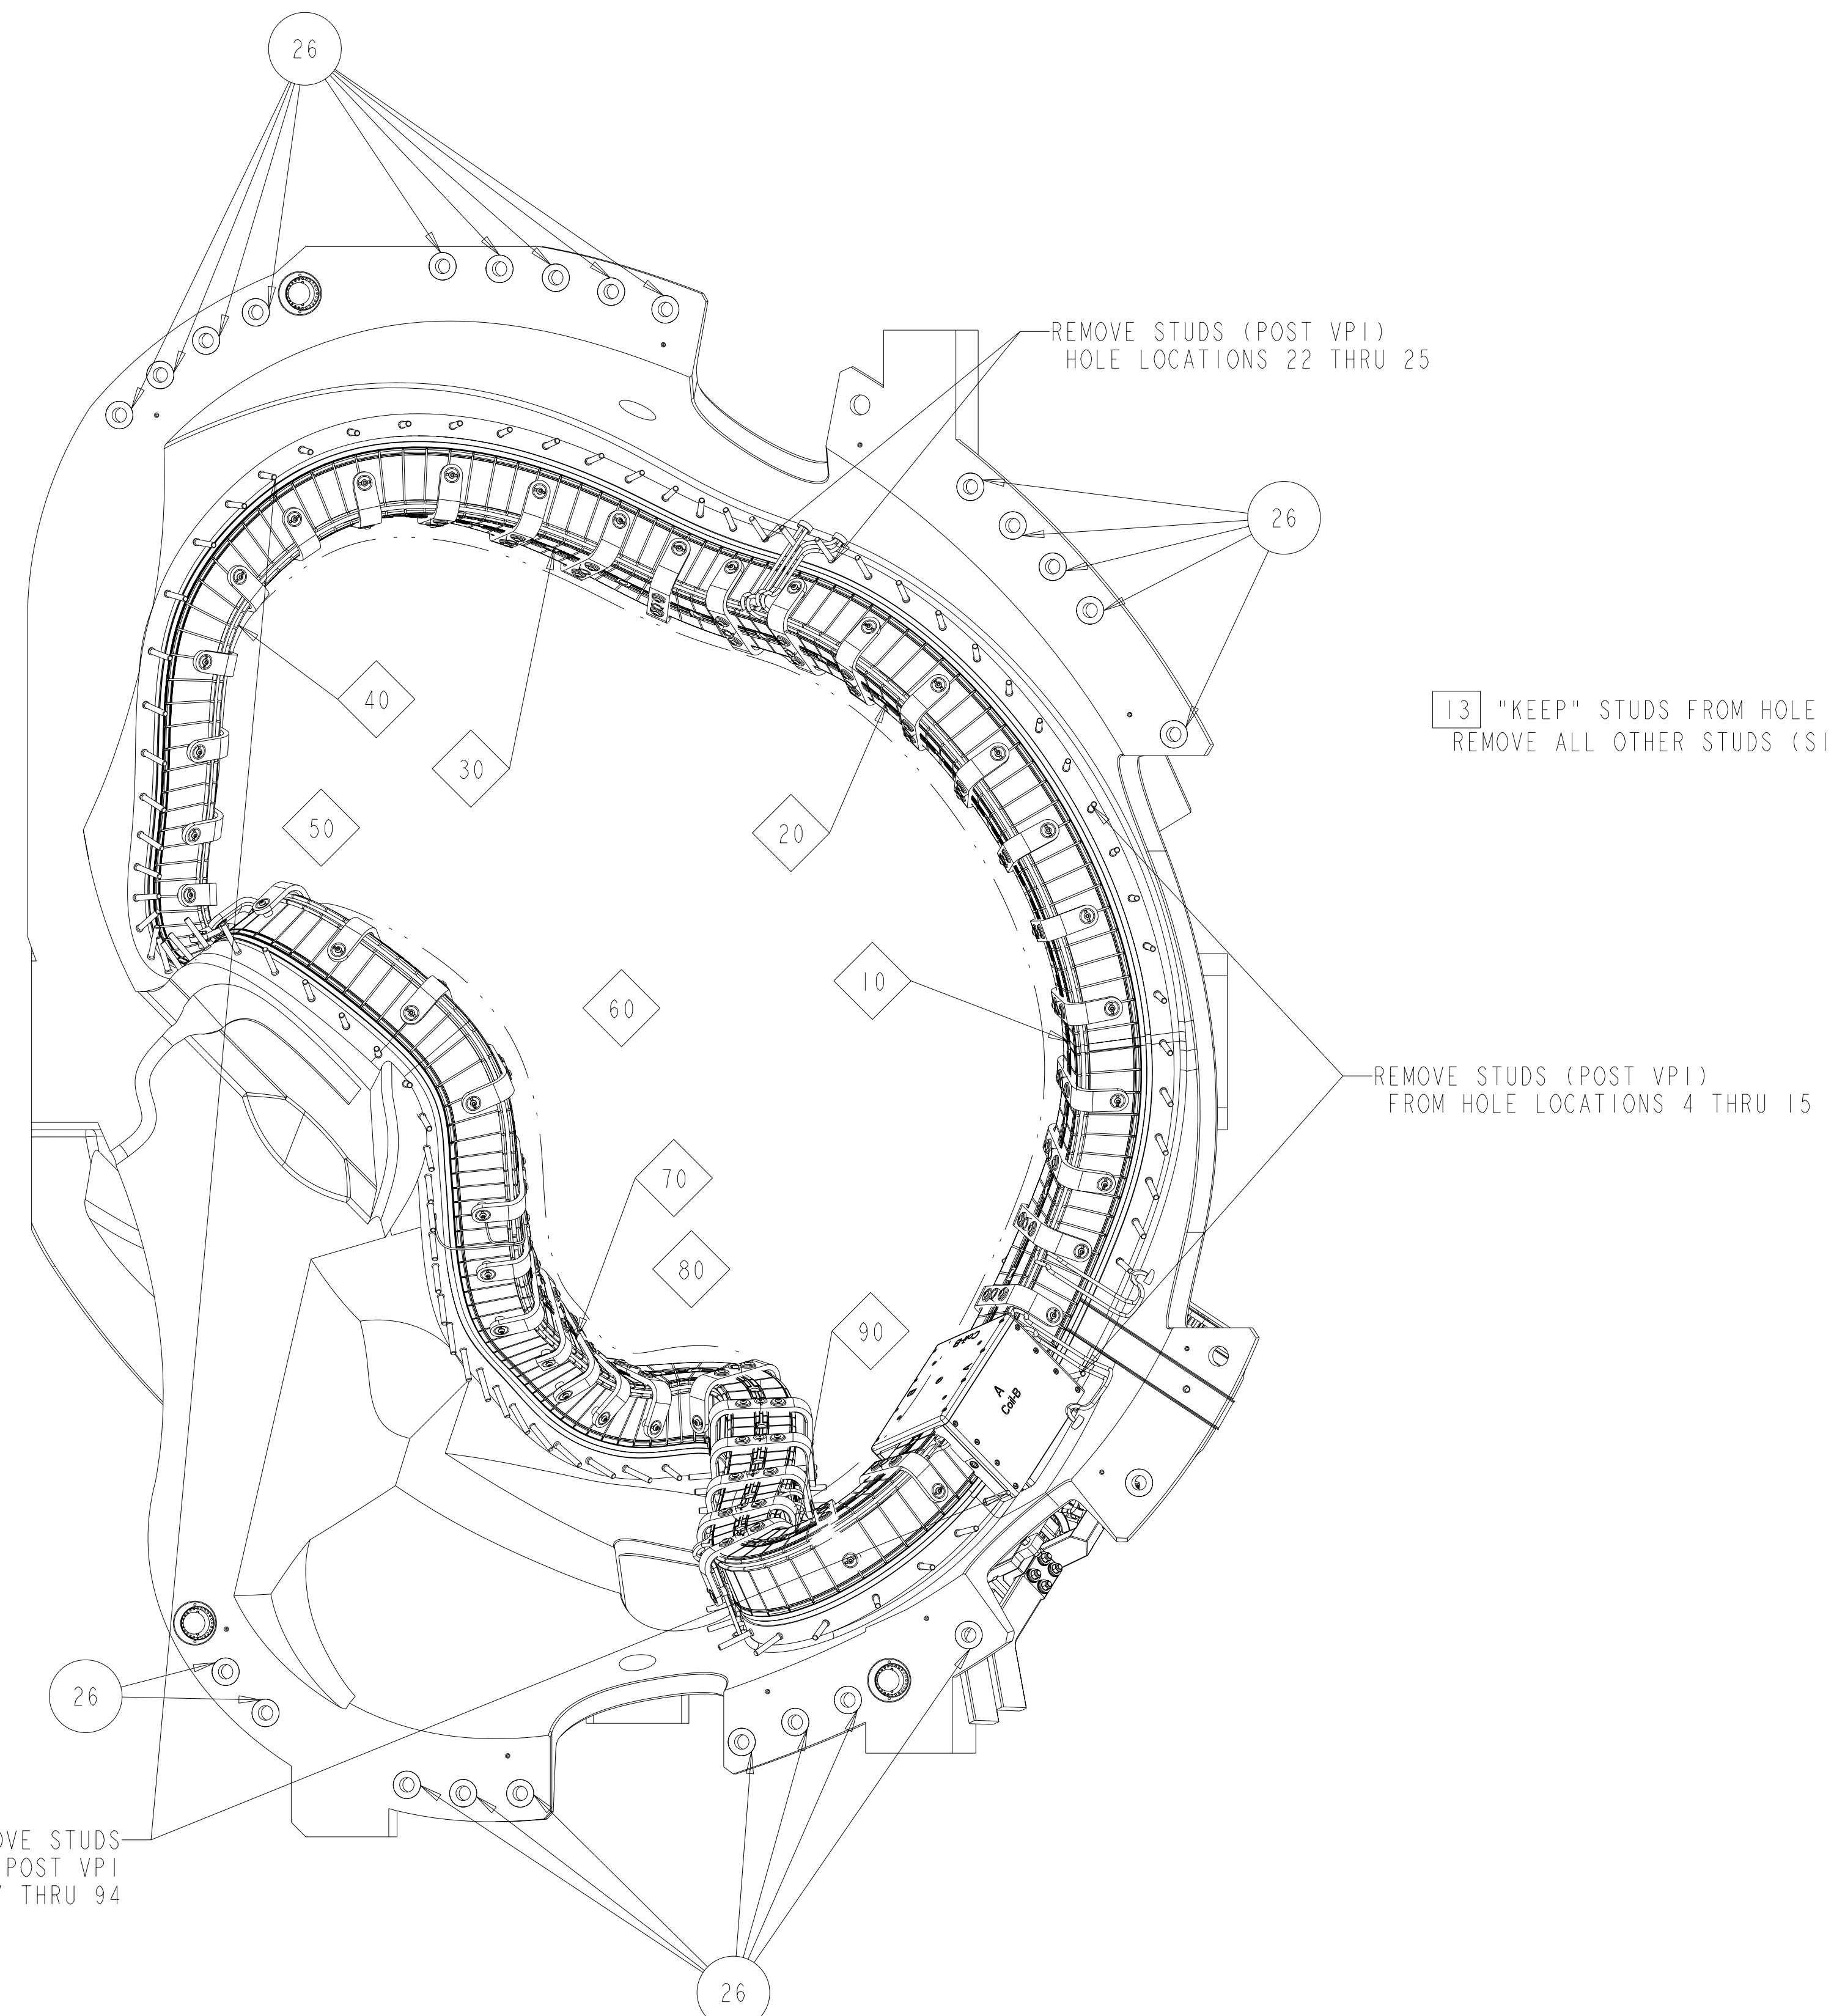 26
REMOVE STUDS (POST VPI)
HOLE LOCATIONS 22 THRU 25
26
13 "KEEP" STUDS FROM HOLE
REMOVE ALL OTHER STUDS (SI
40
30
50
20
60
10
REMOVE STUDS (POST VPI)
FROM HOLE LOCATIONS 4 THRU 15
70
80
90
A
Coil-B
26
OVE STUDS
POST VPI
THRU 94
26